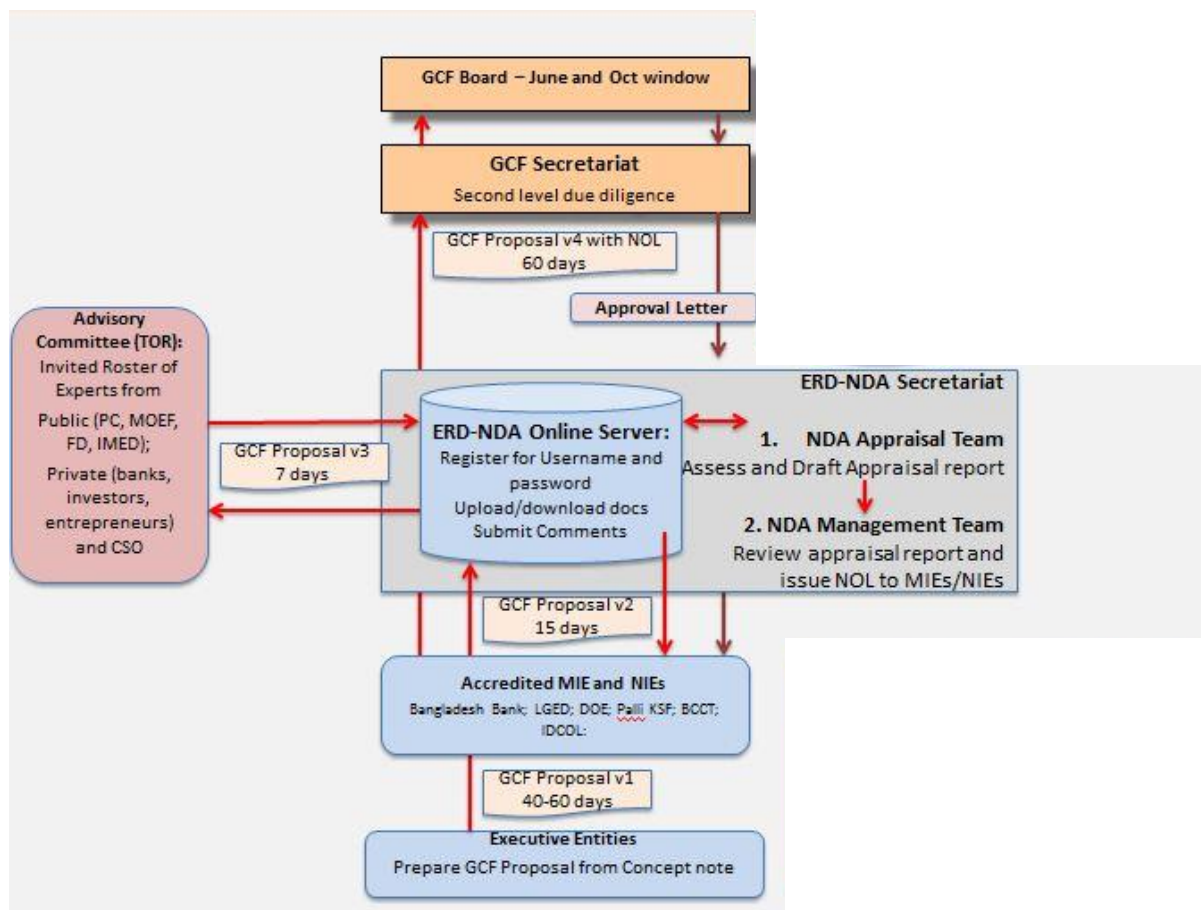 GCF Board – June and Oct window
GCF Secretariat
Second level due diligence
GCF Proposal v4 with NOL
60 days
Approval Letter
Advisory
Committee (TOR):
Invited Roster of
Experts from
Public (PC, MOEF,
FD, IMED);
Private (banks,
investors,
entrepreneurs)
and CSO
GCF Proposal v3
7 days
ERD-NDA Online Server:
Register for Username and
password
Upload/download docs
Submit Comments
ERD-NDA Secretariat
1. NDA Appraisal Team
Assess and Draft Appraisal report
2. NDA Management Team
Review appraisal report and
issue NOL to MIEs/NIEs
GCF Proposal v2
15 days
Accredited MIE and NIEs
Bangladesh Bank; LGED; DOE; Palli KSF; BCCT;
IDCOL:
GCF Proposal v1
40-60 days
Executive Entities
Prepare GCF Proposal from Concept note